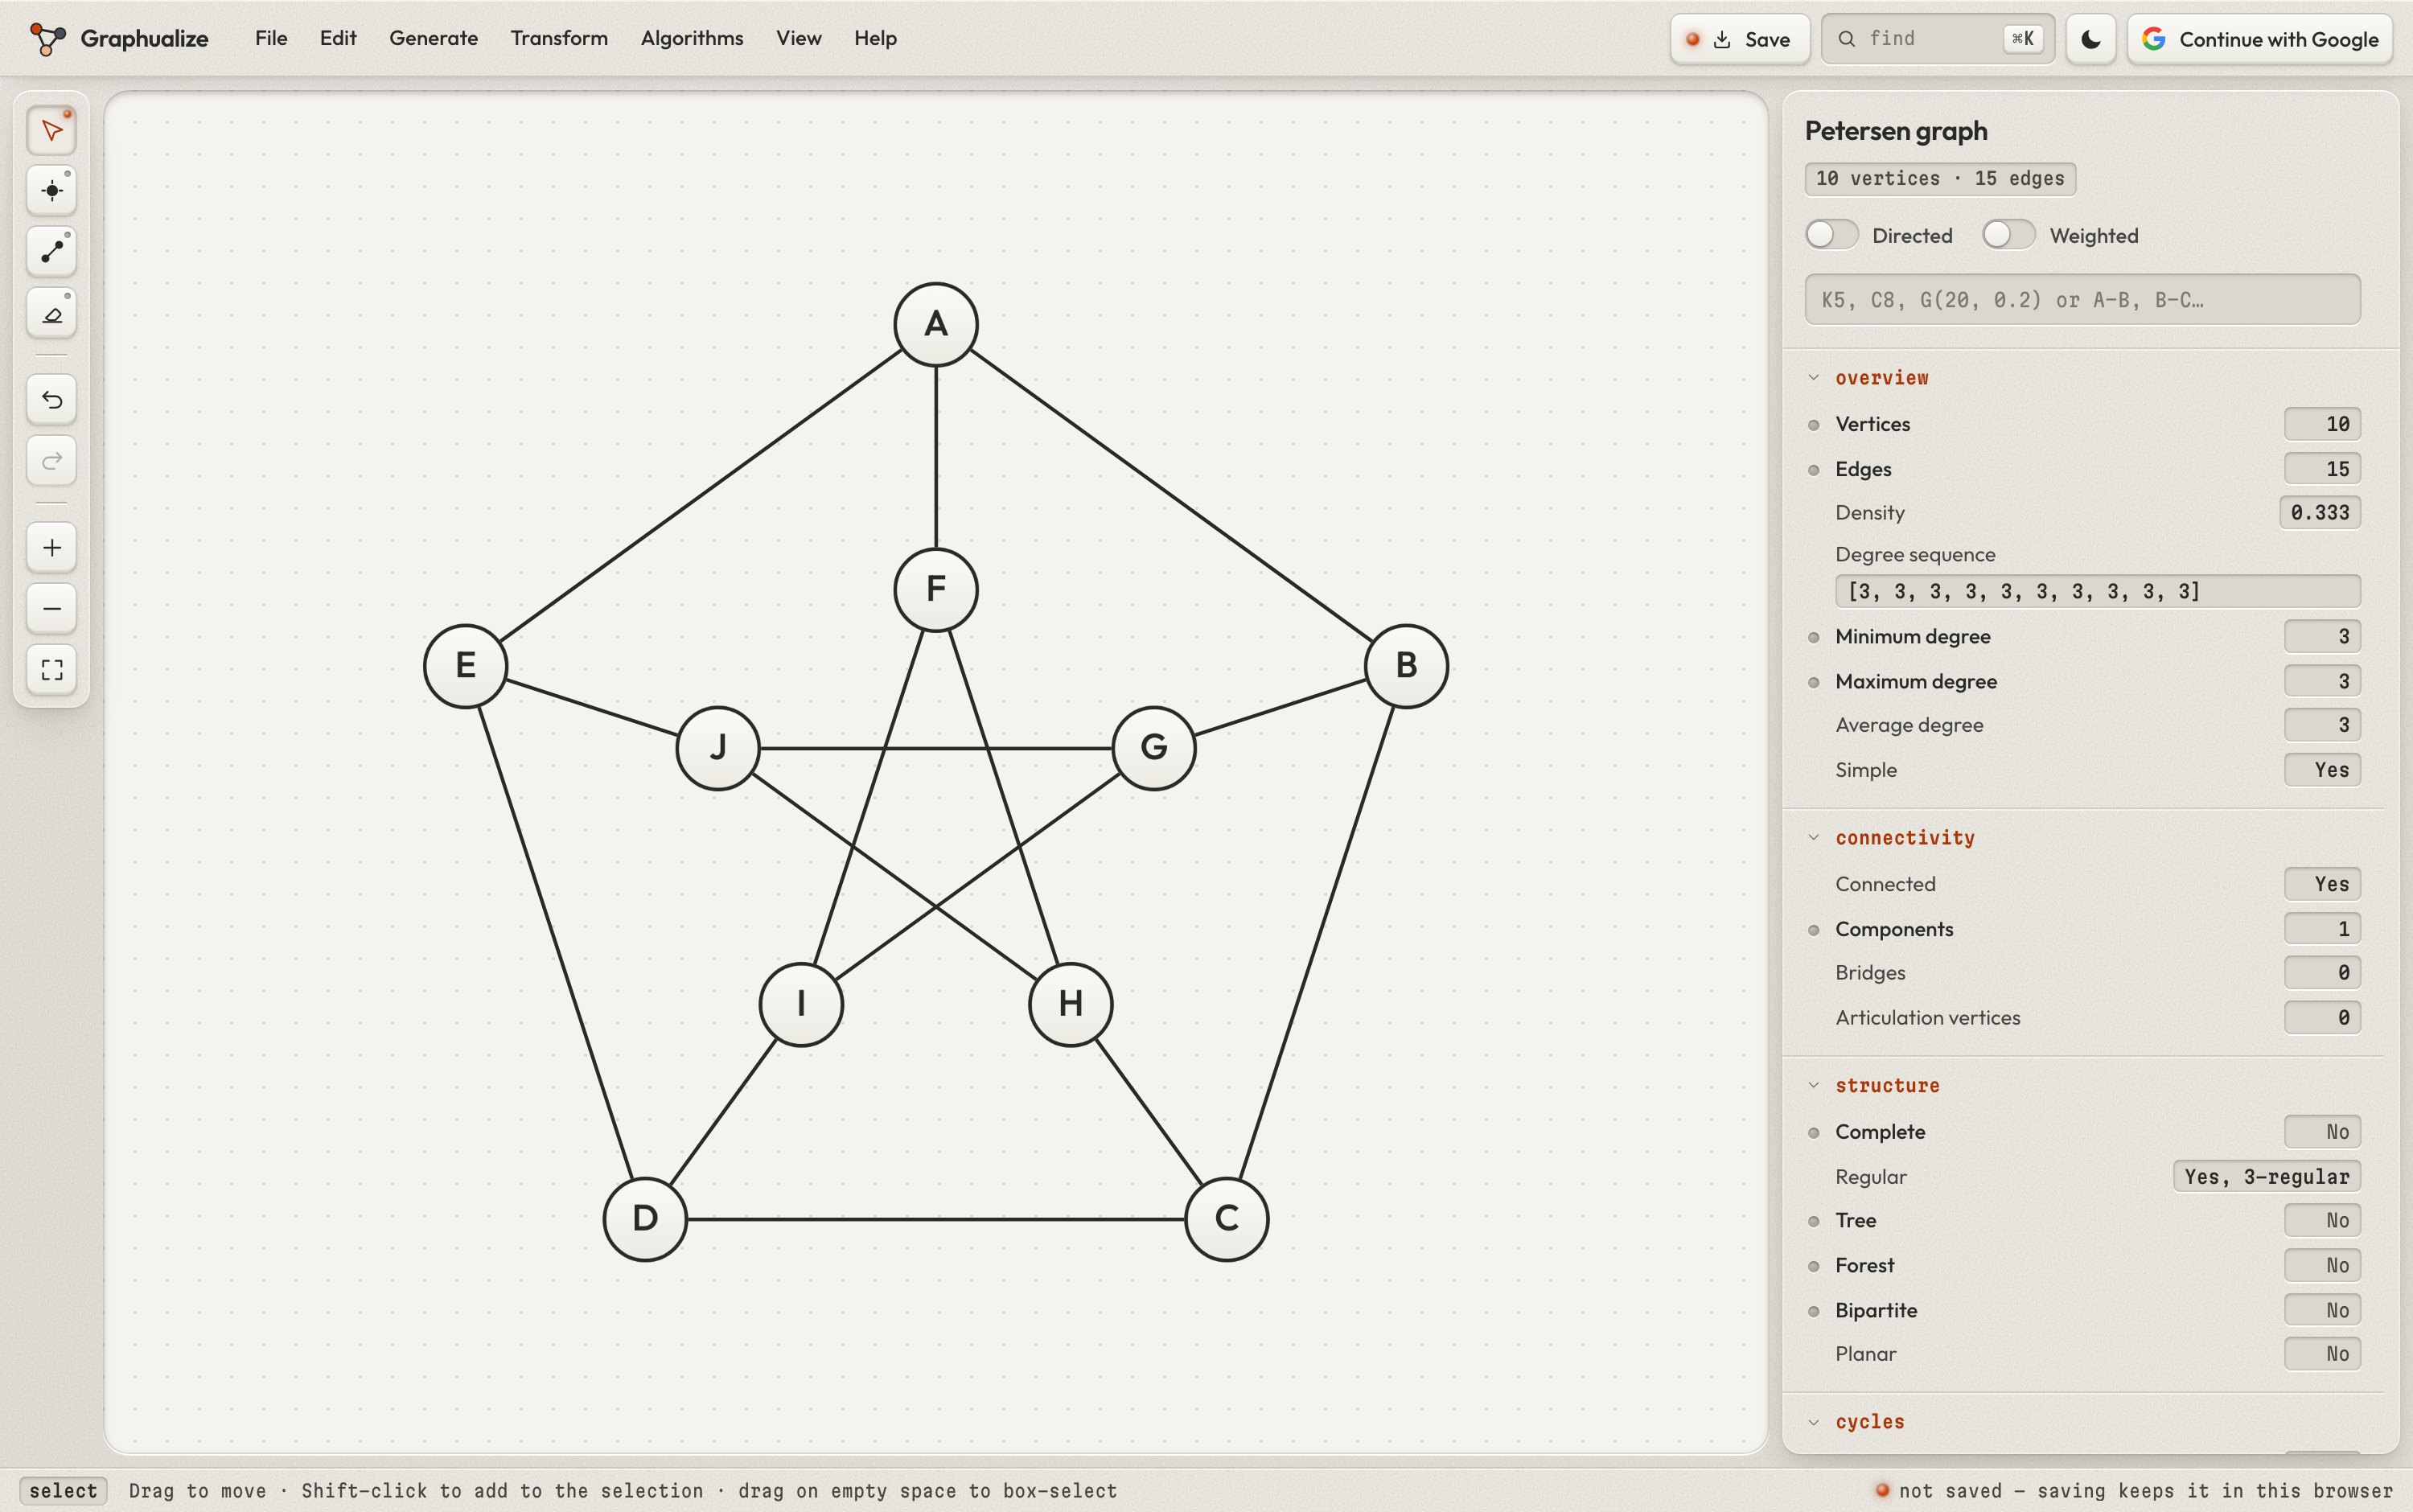 Graphualize File Edit Generate Transform Algorithms View Help Save find ⌘K Continue with Google
Petersen graph
10 vertices · 15 edges
Directed Weighted
K5, C8, G(20, 0.2) or A-B, B-C…
overview
Vertices 10
Edges 15
Density 0.333
Degree sequence
[3, 3, 3, 3, 3, 3, 3, 3, 3, 3]
Minimum degree 3
Maximum degree 3
Average degree 3
Simple Yes
connectivity
Connected Yes
Components 1
Bridges 0
Articulation vertices 0
structure
Complete No
Regular Yes, 3-regular
Tree No
Forest No
Bipartite No
Planar No
cycles
A
F
E B
J G
I H
D C
select Drag to move · Shift-click to add to the selection · drag on empty space to box-select
not saved — saving keeps it in this browser